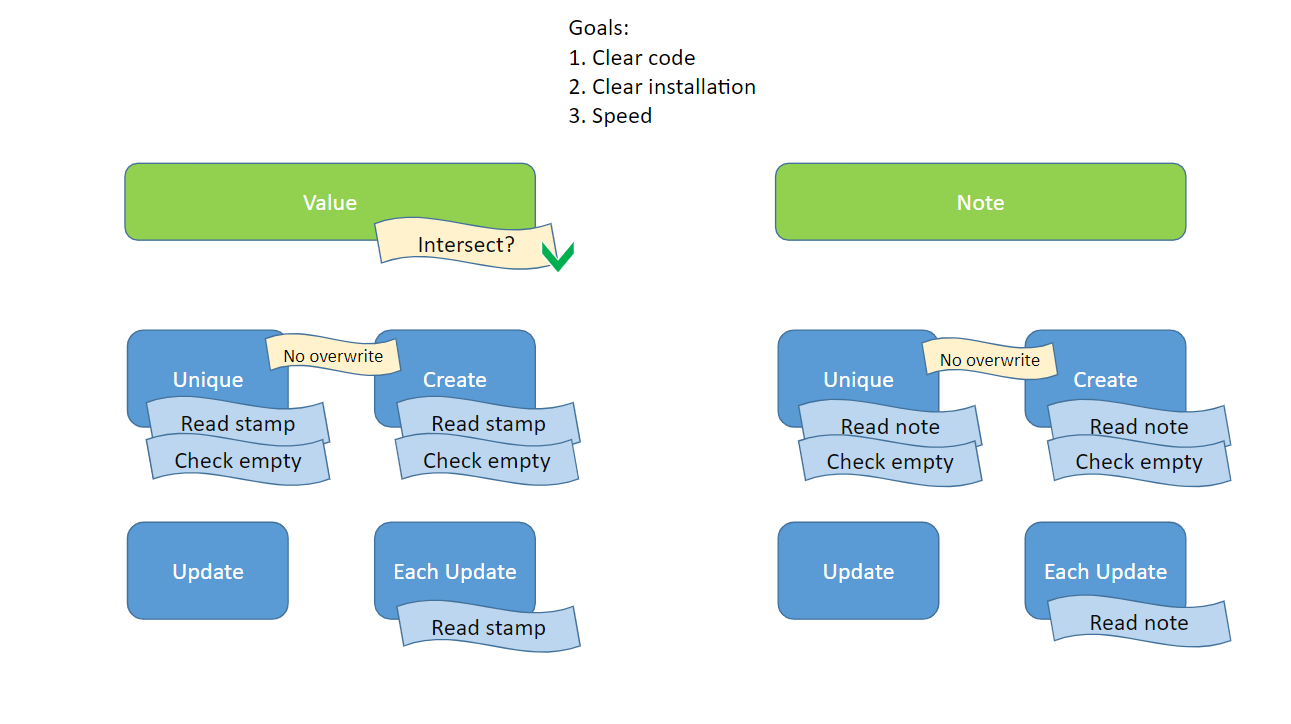 Goals:
1. Clear code
2. Clear installation
3. Speed
Value
Intersect?
Note
Unique
No overwrite
Create
Read stamp
Read stamp
Check empty
Check empty
Update
Each Update
Read stamp
Unique
No overwrite
Create
Read note
Read note
Check empty
Check empty
Update
Each Update
Read note